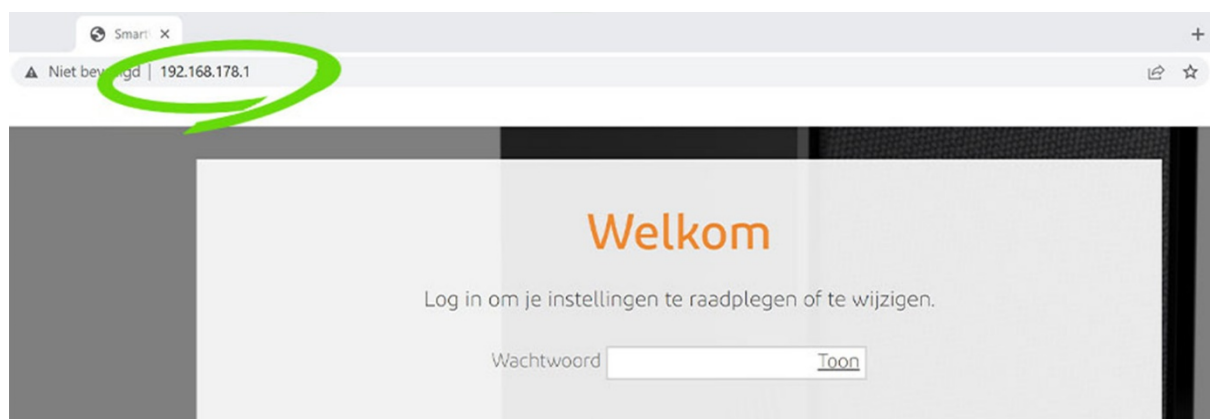 Smart
Niet be gd | 192.168.178.1
Welkom
Log in om je instellingen te raadplegen of te wijzigen.
Wachtwoord Toon